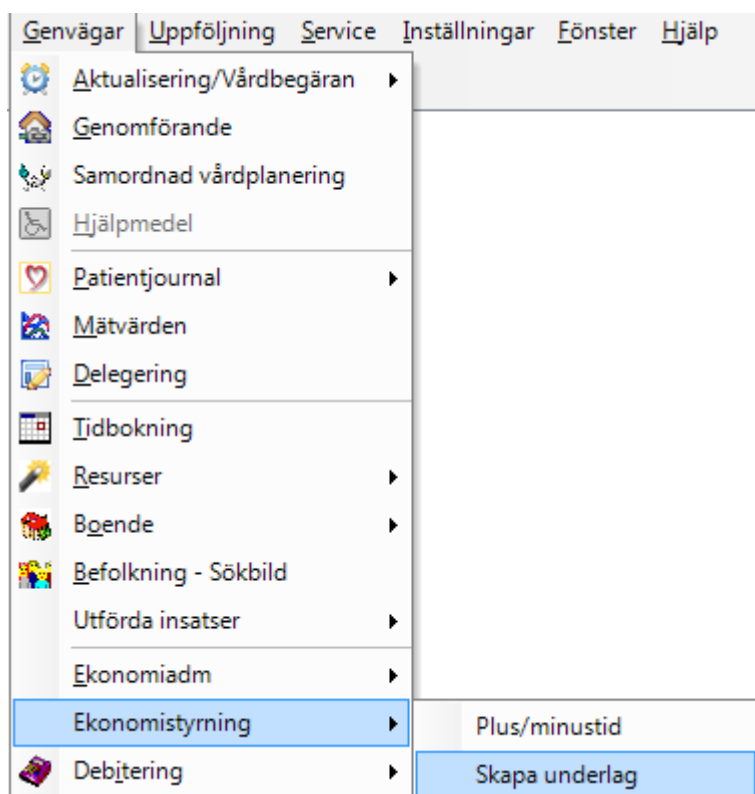 Genvägar Uppföljning Service Inställningar Fönster Hjälp
Aktualisering/Vårdbegäran
Genomförande
Samordnad vårdplanering
Hjälpmedel
Patientjournal
Mätvärden
Delegering
Tidbokning
Resurser
Boende
Befolkning - Sökbild
Utförda insatser
Ekonomiadm
Ekonomistyrning Plus/minustid
Debitering Skapa underlag